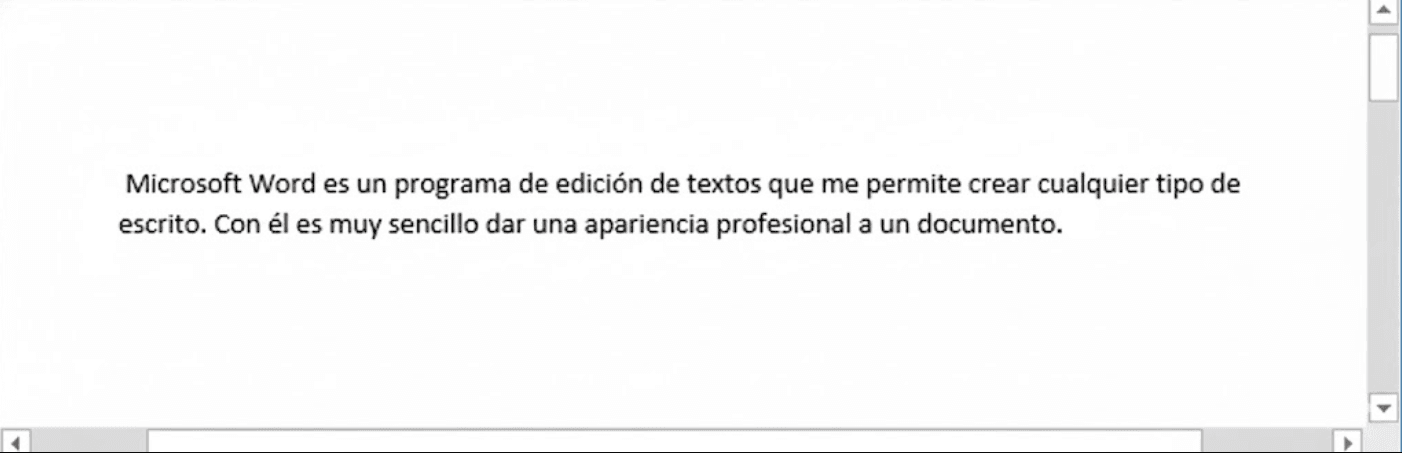 Microsoft Word es un programa de edición de textos que me permite crear cualquier tipo de
escrito. Con él es muy sencillo dar una apariencia profesional a un documento.